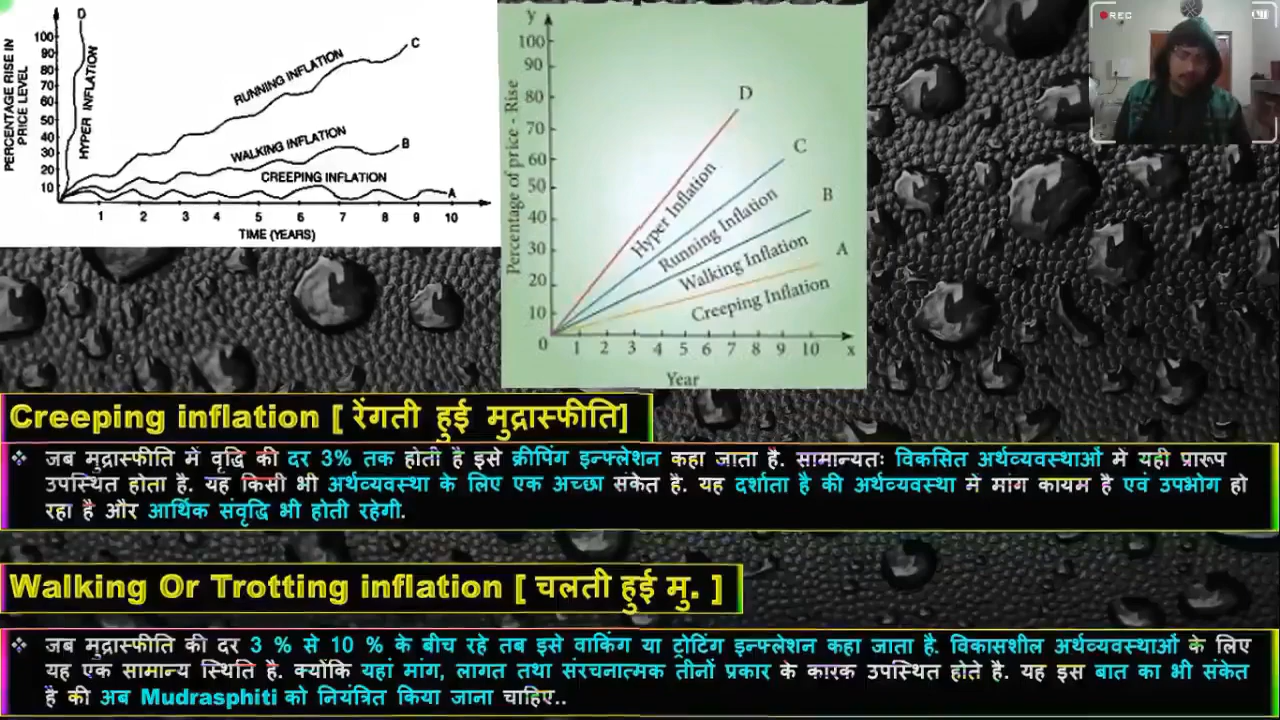 D
PERCENTAGE RISE IN
PRICE LEVEL
100
90
80
70
60
50
40
30
20
10
HYPER INFLATION
RUNNING INFLATION
C
WALKING INFLATION
B
CREEPING INFLATION
A
1 2 3 4 5 6 7 8 9 10
TIME (YEARS)
y
Percentage of price - Rise
100
90
80
70
60
50
40
30
20
10
0
D
Hyper Inflation
C
Running Inflation
B
Walking Inflation
A
Creeping Inflation
1 2 3 4 5 6 7 8 9 10 x
Year
REC
Creeping inflation [ रेंगती हुई मुद्रास्फीति]
❖ जब मुद्रास्फीति में वृद्धि की दर 3% तक होती है इसे क्रीपिंग इन्फ्लेशन कहा जाता है. सामान्यतः विकसित अर्थव्यवस्थाओं में यही प्रारूप
उपस्थित होता है. यह किसी भी अर्थव्यवस्था के लिए एक अच्छा संकेत है. यह दर्शाता है की अर्थव्यवस्था में मांग कायम है एवं उपभोग हो
रहा है और आर्थिक संवृद्धि भी होती रहेगी.
Walking Or Trotting inflation [ चलती हुई मु. ]
❖ जब मुद्रास्फीति की दर 3 % से 10 % के बीच रहे तब इसे वाकिंग या ट्रोटिंग इन्फ्लेशन कहा जाता है. विकासशील अर्थव्यवस्थाओं के लिए
यह एक सामान्य स्थिति है. क्योंकि यहां मांग, लागत तथा संरचनात्मक तीनों प्रकार के कारक उपस्थित होते है. यह इस बात का भी संकेत
है की अब Mudrasphiti को नियंत्रित किया जाना चाहिए..